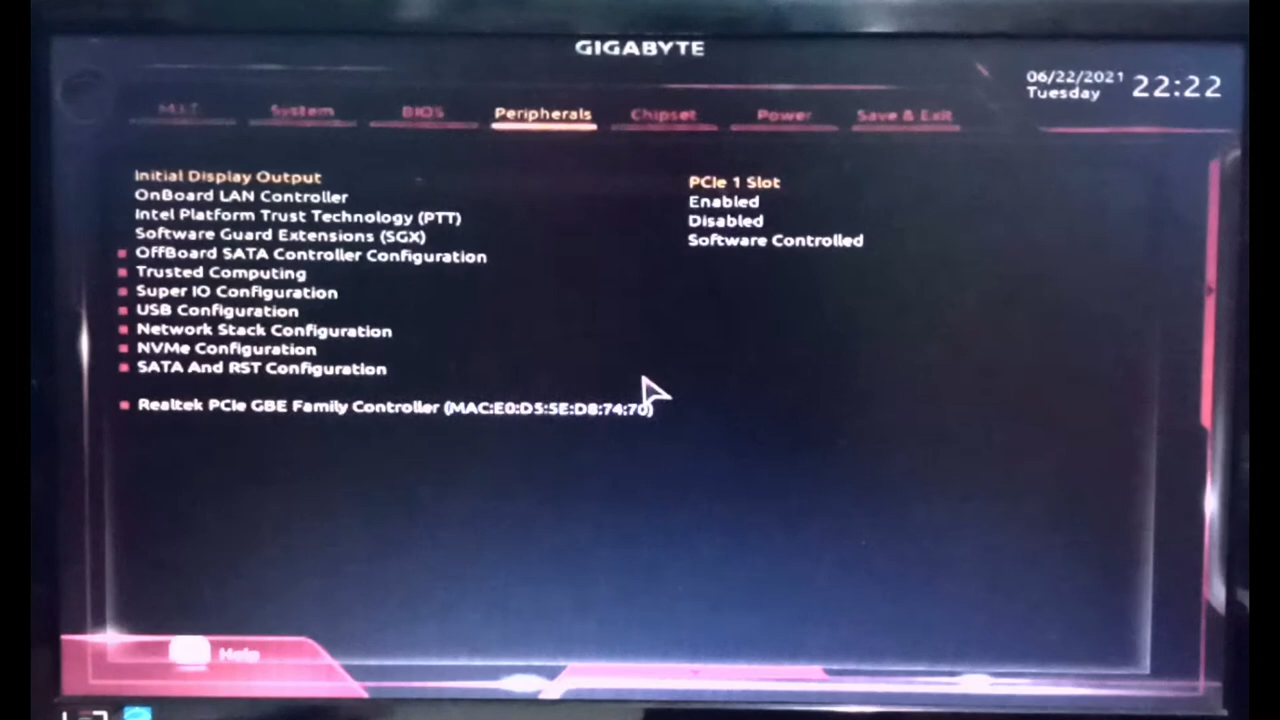 GIGABYTE
06/22/2021
Tuesday
22:22
M.I.T System BIOS Peripherals Chipset Power Save & Exit
Initial Display Output PCIe 1 Slot
OnBoard LAN Controller Enabled
Intel Platform Trust Technology (PTT) Disabled
Software Guard Extensions (SGX) Software Controlled
OffBoard SATA Controller Configuration
Trusted Computing
Super IO Configuration
USB Configuration
Network Stack Configuration
NVMe Configuration
SATA And RST Configuration
Realtek PCIe GBE Family Controller (MAC:E0:D5:5E:D8:74:70)
Help